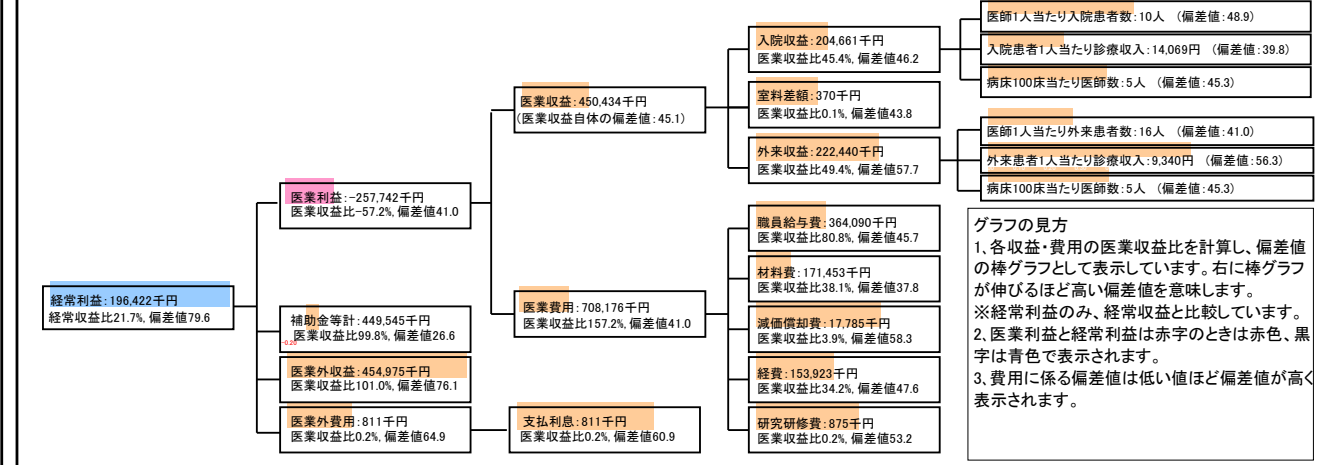 経常利益:196,422千円
経常収益比21.7%, 偏差値79.6
医業利益:-257,742千円
医業収益比-57.2%, 偏差値41.0
補助金等計:449,545千円
医業収益比99.8%, 偏差値26.6
-0.20
医業外収益:454,975千円
医業収益比101.0%, 偏差値76.1
医業外費用:811千円
医業収益比0.2%, 偏差値64.9
医業収益:450,434千円
(医業収益自体の偏差値:45.1)
医業費用:708,176千円
医業収益比157.2%, 偏差値41.0
支払利息:811千円
医業収益比0.2%, 偏差値60.9
入院収益:204,661千円
医業収益比45.4%, 偏差値46.2
室料差額:370千円
医業収益比0.1%, 偏差値43.8
外来収益:222,440千円
医業収益比49.4%, 偏差値57.7
職員給与費:364,090千円
医業収益比80.8%, 偏差値45.7
材料費:171,453千円
医業収益比38.1%, 偏差値37.8
減価償却費:17,785千円
医業収益比3.9%, 偏差値58.3
経費:153,923千円
医業収益比34.2%, 偏差値47.6
研究研修費:875千円
医業収益比0.2%, 偏差値53.2
医師1人当たり入院患者数:10人 (偏差値:48.9)
入院患者1人当たり診療収入:14,069円 (偏差値:39.8)
病床100床当たり医師数:5人 (偏差値:45.3)
医師1人当たり外来患者数:16人 (偏差値:41.0)
外来患者1人当たり診療収入:9,340円 (偏差値:56.3)
病床100床当たり医師数:5人 (偏差値:45.3)
グラフの見方
1、各収益・費用の医業収益比を計算し、偏差値
の棒グラフとして表示しています。右に棒グラフ
が伸びるほど高い偏差値を意味します。
※経常利益のみ、経常収益と比較しています。
2、医業利益と経常利益は赤字のときは赤色、黒
字は青色で表示されます。
3、費用に係る偏差値は低い値ほど偏差値が高く
表示されます。